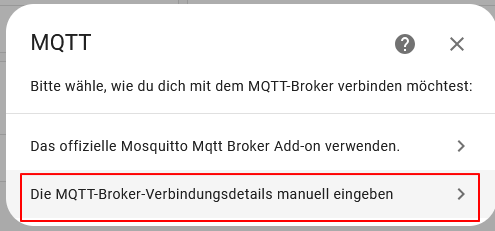 MQTT
Bitte wähle, wie du dich mit dem MQTT-Broker verbinden möchtest:
Das offizielle Mosquitto Mqtt Broker Add-on verwenden.
Die MQTT-Broker-Verbindungsdetails manuell eingeben